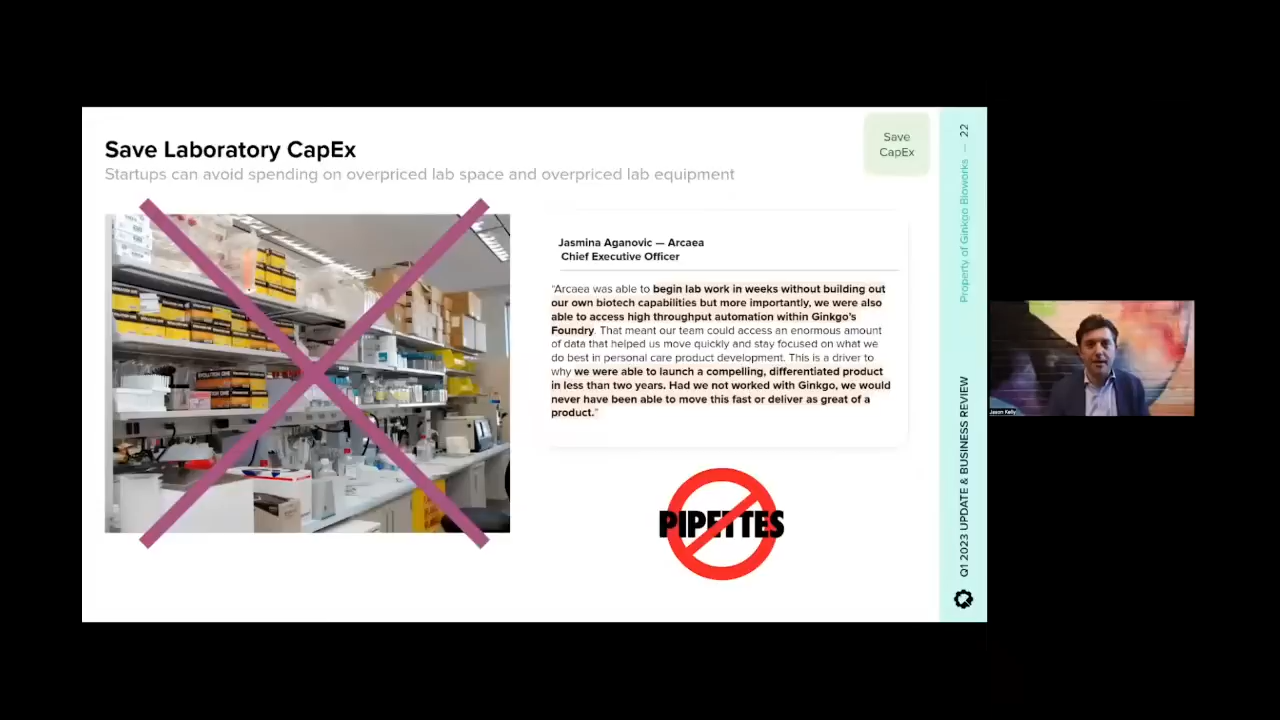 Save Laboratory CapEx
Startups can avoid spending on overpriced lab space and overpriced lab equipment
Save
CapEx
Jasmina Aganovic — Arcaea
Chief Executive Officer
"Arcaea was able to begin lab work in weeks without building out
our own biotech capabilities but more importantly, we were also
able to access high throughput automation within Ginkgo's
Foundry. That meant our team could access an enormous amount
of data that helped us move quickly and stay focused on what we
do best in personal care product development. This is a driver to
why we were able to launch a compelling, differentiated product
in less than two years. Had we not worked with Ginkgo, we would
never have been able to move this fast or deliver as great of a
product."
PIPETTES
Property of Ginkgo Bioworks — 22
Q1 2023 UPDATE & BUSINESS REVIEW
Jason Kelly